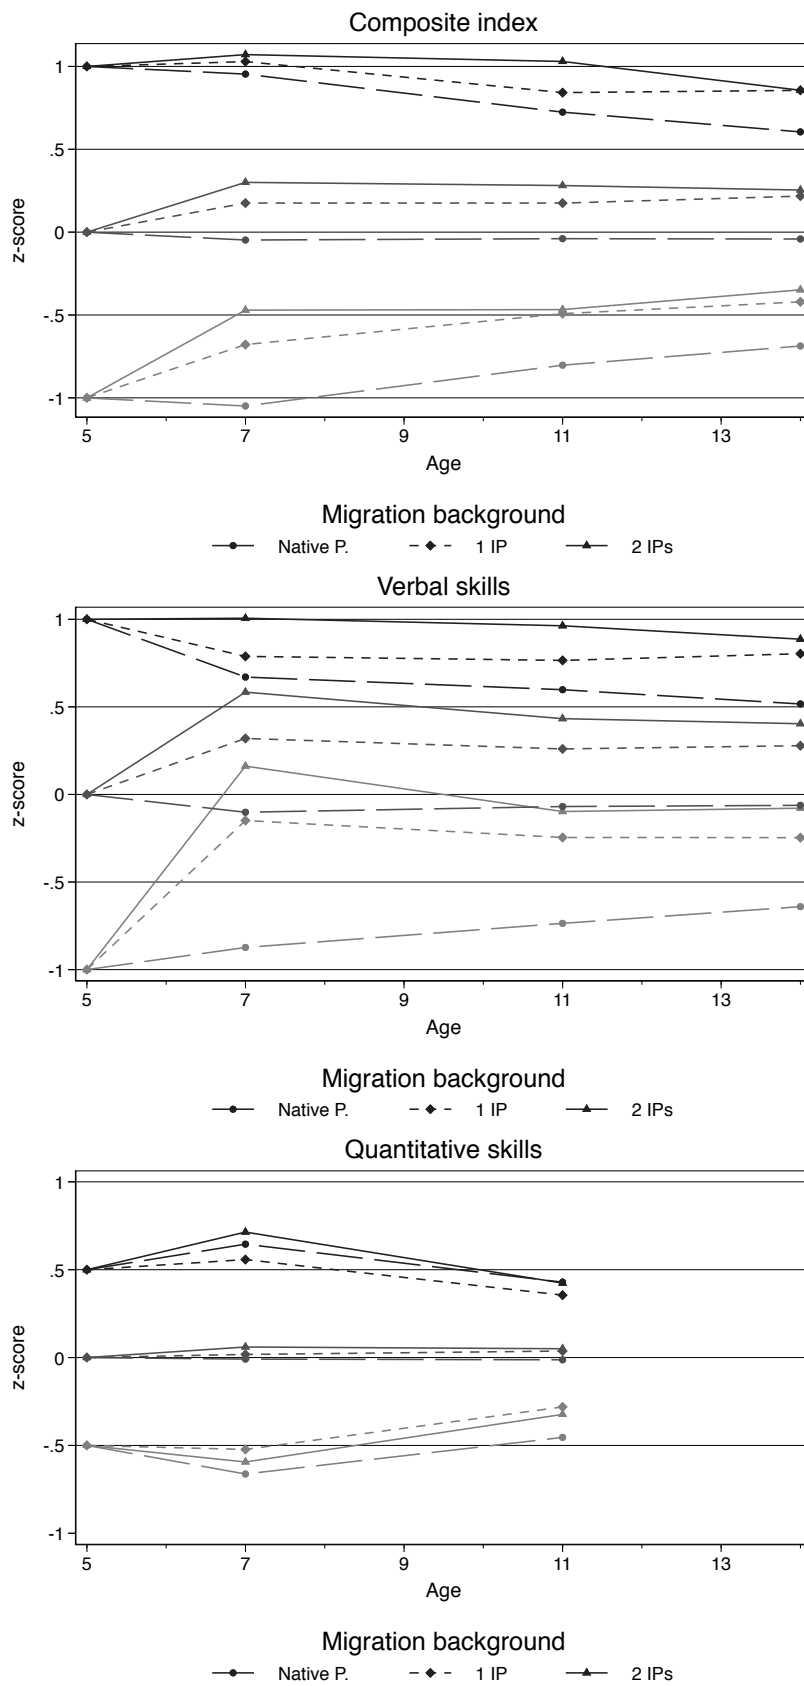 Composite index
1
.5
0
-.5
-1
z-score
5 7 9 11 13
Age
Migration background
Native P. 1 IP 2 IPs
Verbal skills
1
.5
0
-.5
-1
z-score
5 7 9 11 13
Age
Migration background
Native P. 1 IP 2 IPs
Quantitative skills
1
.5
0
-.5
-1
z-score
5 7 9 11 13
Age
Migration background
Native P. 1 IP 2 IPs